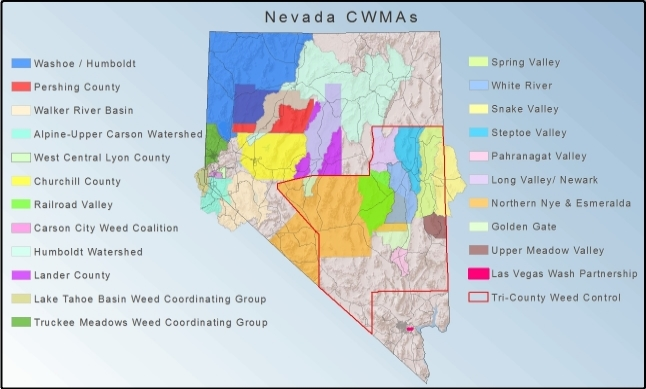 Nevada CWMAs
Washoe / Humboldt
Pershing County
Walker River Basin
Alpine-Upper Carson Watershed
West Central Lyon County
Churchill County
Railroad Valley
Carson City Weed Coalition
Humboldt Watershed
Lander County
Lake Tahoe Basin Weed Coordinating Group
Truckee Meadows Weed Coordinating Group
Spring Valley
White River
Snake Valley
Steptoe Valley
Pahranagat Valley
Long Valley/ Newark
Northern Nye & Esmeralda
Golden Gate
Upper Meadow Valley
Las Vegas Wash Partnership
Tri-County Weed Control